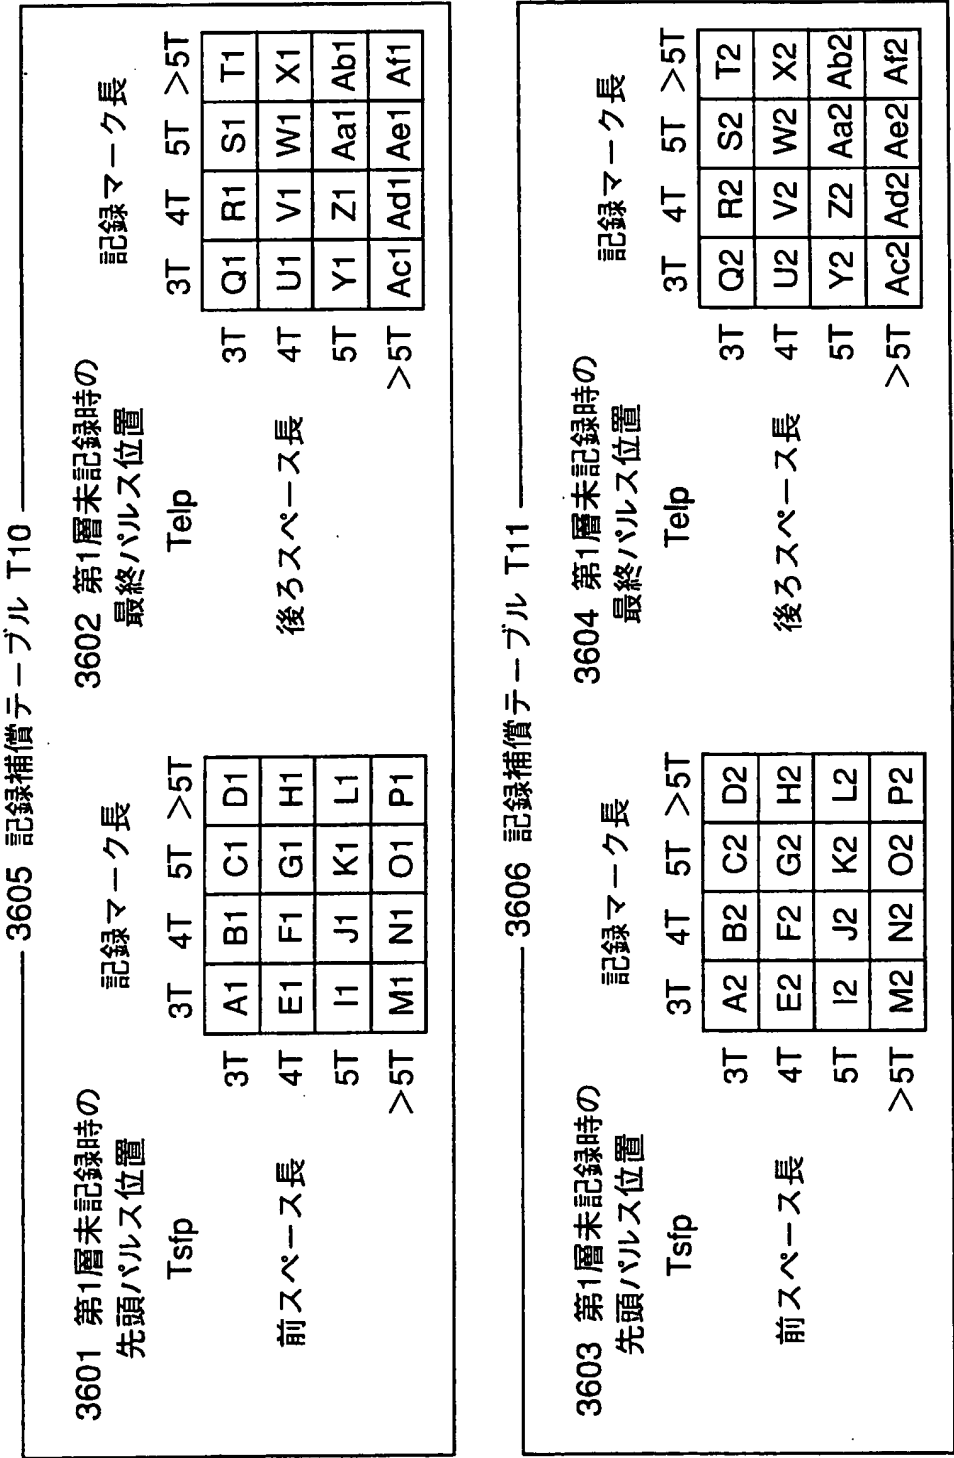 3605 記録補償テーブル T10
3601 第1層未記録時の
先頭パルス位置
Tsfp
記録マーク長
3T 4T 5T >5T
前スペース長
3T A1 B1 C1 D1
4T E1 F1 G1 H1
5T I1 J1 K1 L1
>5T M1 N1 O1 P1
3602 第1層未記録時の
最終パルス位置
Telp
記録マーク長
3T 4T 5T >5T
後ろスペース長
3T Q1 R1 S1 T1
4T U1 V1 W1 X1
5T Y1 Z1 Aa1 Ab1
>5T Ac1 Ad1 Ae1 Af1
3606 記録補償テーブル T11
3603 第1層未記録時の
先頭パルス位置
Tsfp
記録マーク長
3T 4T 5T >5T
前スペース長
3T A2 B2 C2 D2
4T E2 F2 G2 H2
5T I2 J2 K2 L2
>5T M2 N2 O2 P2
3604 第1層未記録時の
最終パルス位置
Telp
記録マーク長
3T 4T 5T >5T
後ろスペース長
3T Q2 R2 S2 T2
4T U2 V2 W2 X2
5T Y2 Z2 Aa2 Ab2
>5T Ac2 Ad2 Ae2 Af2